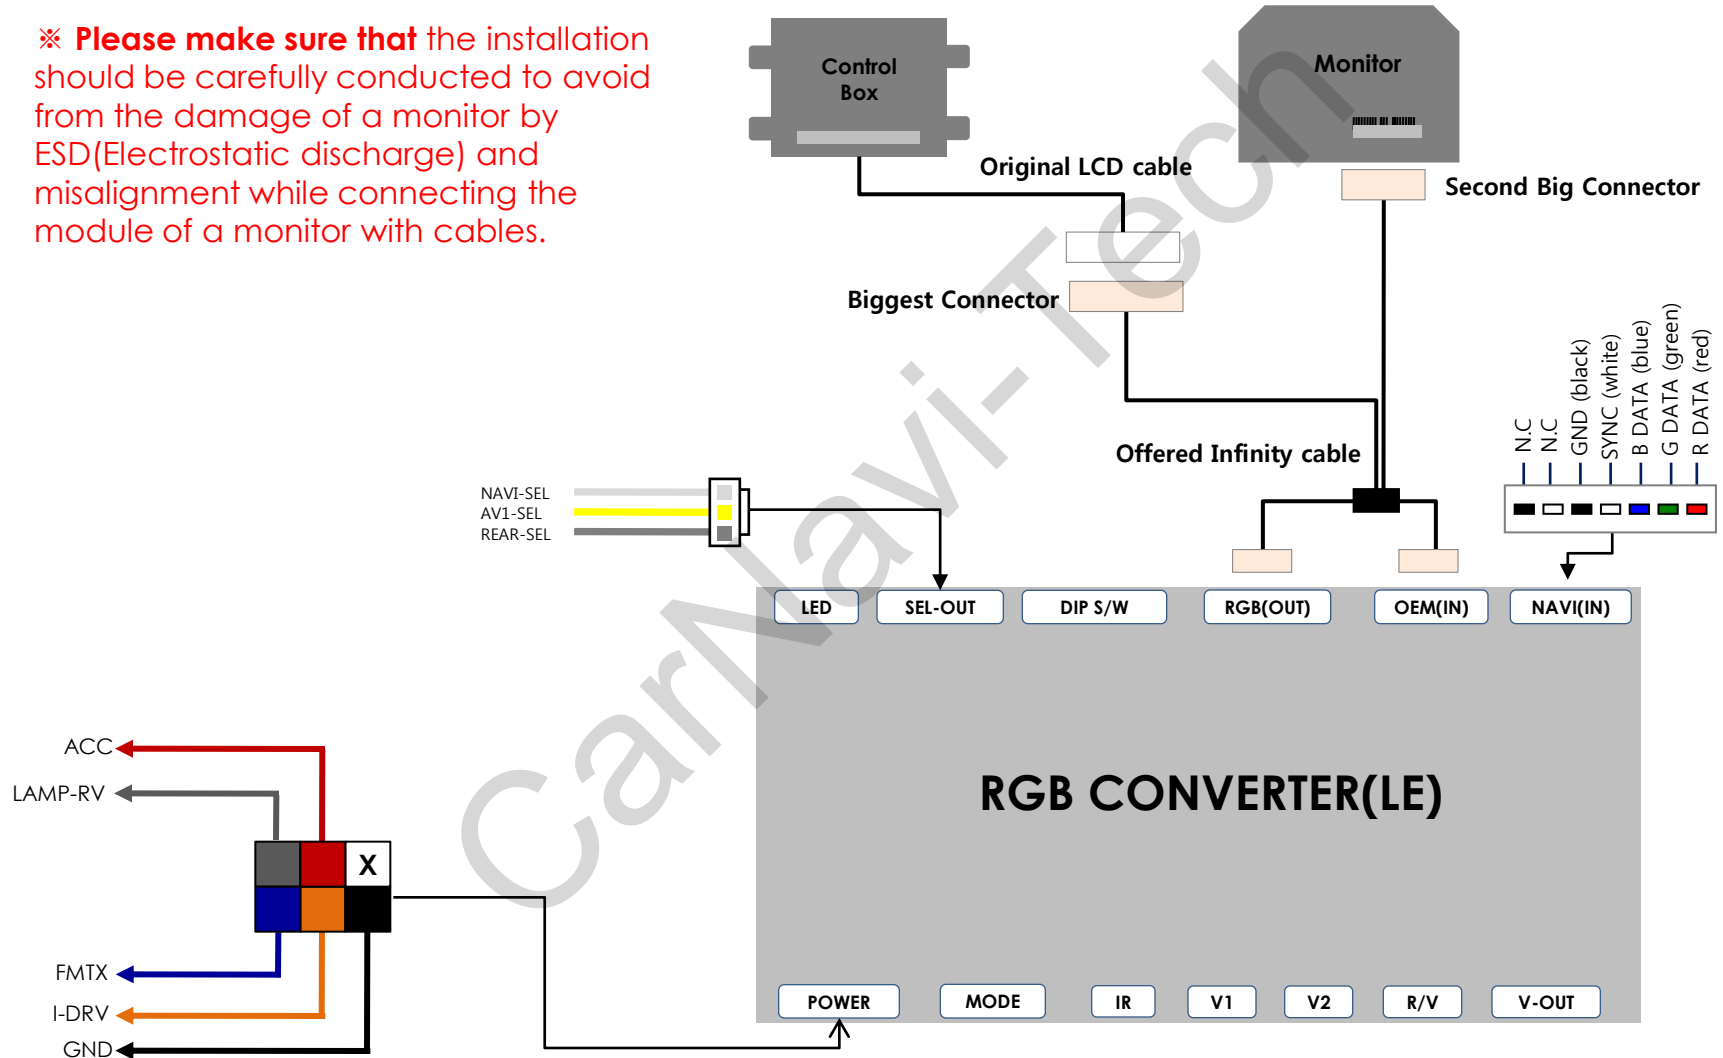 ※ Please make sure that the installation
should be carefully conducted to avoid
from the damage of a monitor by
ESD(Electrostatic discharge) and
misalignment while connecting the
module of a monitor with cables.
Control
Box
Monitor
Original LCD cable
Second Big Connector
Biggest Connector
Offered Infinity cable
N.C
N.C
GND (black)
SYNC (white)
B DATA (blue)
G DATA (green)
R DATA (red)
NAVI-SEL
AV1-SEL
REAR-SEL
LED
SEL-OUT
DIP S/W
RGB(OUT)
OEM(IN)
NAVI(IN)
RGB CONVERTER(LE)
ACC
LAMP-RV
X
FMTX
I-DRV
GND
POWER
MODE
IR
V1
V2
R/V
V-OUT
CarNavi-Tech